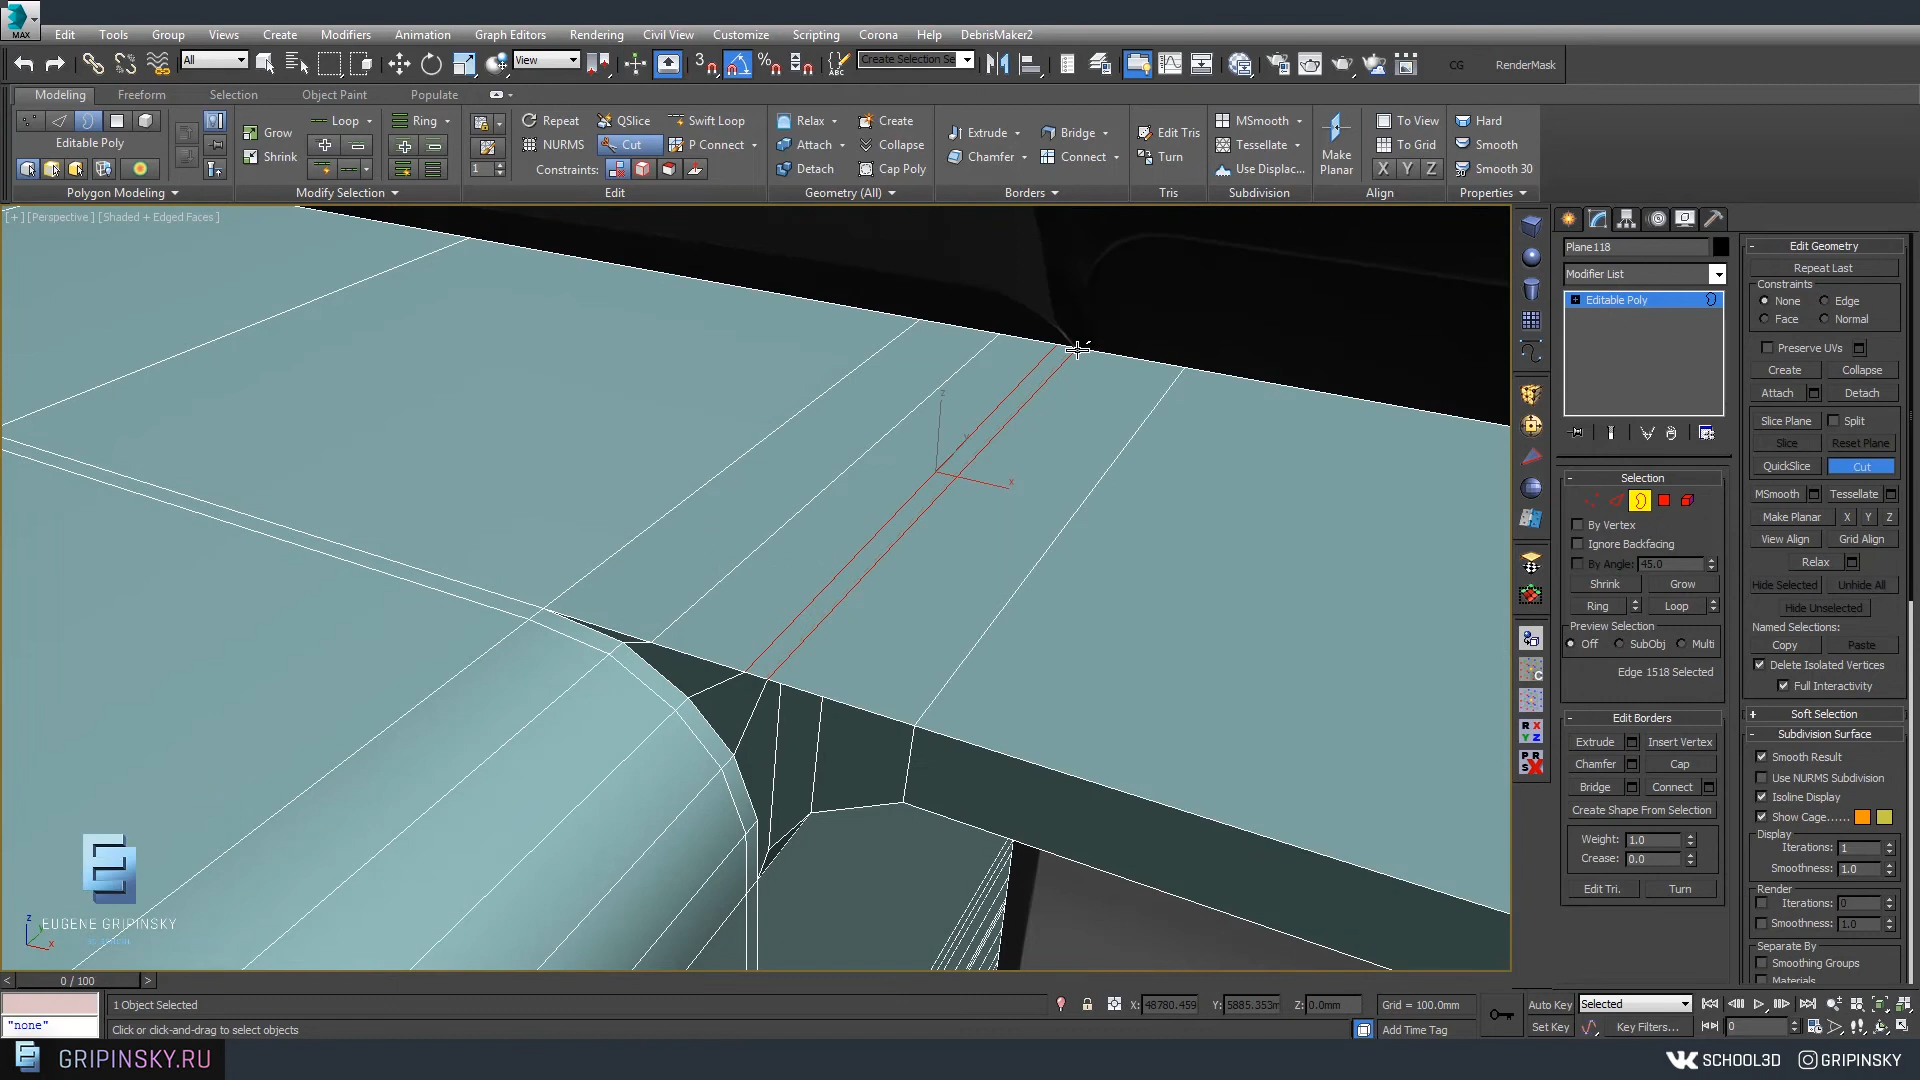 MAX
Edit Tools Group Views Create Modifiers Animation Graph Editors Rendering Civil View Customize Scripting Corona Help DebrisMaker2
All View 3 Create Selection Se CG RenderMask
Modeling Freeform Selection Object Paint Populate
Loop Ring Repeat QSlice Swift Loop Relax Create MSmooth To View Hard
Grow Extrude Bridge Edit Tris
Editable Poly NURMS Cut P Connect Attach Collapse Tessellate To Grid Smooth
Shrink Chamfer Connect Turn Make Planar
1 Constraints: Detach Cap Poly Use Displac... X Y Z Smooth 30
Polygon Modeling Modify Selection Edit Geometry (All) Borders Tris Subdivision Align Properties
[+][Perspective][Shaded + Edged Faces]
z
x
Plane118
Modifier List
Editable Poly
Selection
By Vertex
Ignore Backfacing
By Angle: 45.0
Shrink Grow
Ring Loop
Preview Selection
Off SubObj Multi
Edge 1518 Selected
Edit Borders
Extrude Insert Vertex
Chamfer Cap
Bridge Connect
Create Shape From Selection
Weight: 1.0
Crease: 0.0
Edit Tri. Turn
Edit Geometry
Repeat Last
Constraints
None Edge
Face Normal
Preserve UVs
Create Collapse
Attach Detach
Slice Plane Split
Slice Reset Plane
QuickSlice Cut
MSmooth Tessellate
Make Planar X Y Z
View Align Grid Align
Relax
Hide Selected Unhide All
Hide Unselected
Named Selections:
Copy Paste
Delete Isolated Vertices
Full Interactivity
Soft Selection
Subdivision Surface
Smooth Result
Use NURMS Subdivision
Isoline Display
Show Cage......
Display
Iterations: 1
Smoothness: 1.0
Render
Iterations: 0
Smoothness: 1.0
Separate By
Smoothing Groups
Materials
EUGENE GRIPINSKY
z
x
< 0 / 100 >
1 Object Selected X: 48780.459 Y: 5885.353m Z: 0.0mm Grid = 100.0mm Auto Key Selected
"none" Click or click-and-drag to select objects Add Time Tag Set Key Key Filters... 0
GRIPINSKY.RU SCHOOL3D GRIPINSKY